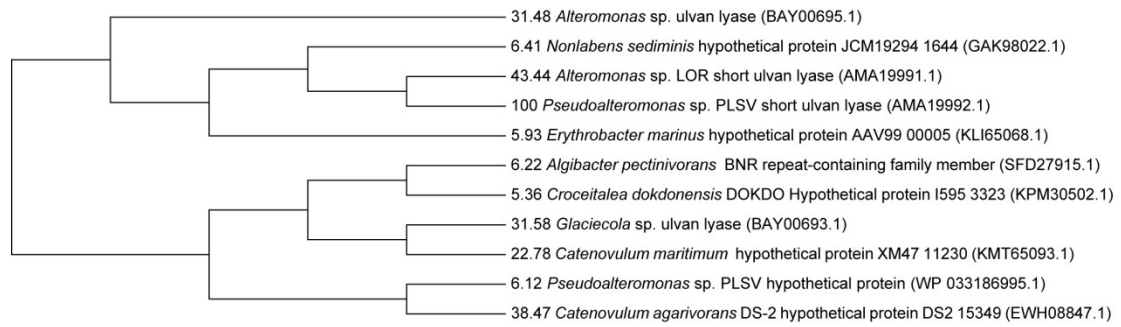 31.48 Alteromonas sp. ulvan lyase (BAY00695.1)
6.41 Nonlabens sediminis hypothetical protein JCM19294 1644 (GAK98022.1)
43.44 Alteromonas sp. LOR short ulvan lyase (AMA19991.1)
100 Pseudoalteromonas sp. PLSV short ulvan lyase (AMA19992.1)
5.93 Erythrobacter marinus hypothetical protein AAV99 00005 (KLI65068.1)
6.22 Algibacter pectinivorans BNR repeat-containing family member (SFD27915.1)
5.36 Croceitalea dokdonensis DOKDO Hypothetical protein I595 3323 (KPM30502.1)
31.58 Glaciecola sp. ulvan lyase (BAY00693.1)
22.78 Catenovulum maritimum hypothetical protein XM47 11230 (KMT65093.1)
6.12 Pseudoalteromonas sp. PLSV hypothetical protein (WP 033186995.1)
38.47 Catenovulum agarivorans DS-2 hypothetical protein DS2 15349 (EWH08847.1)